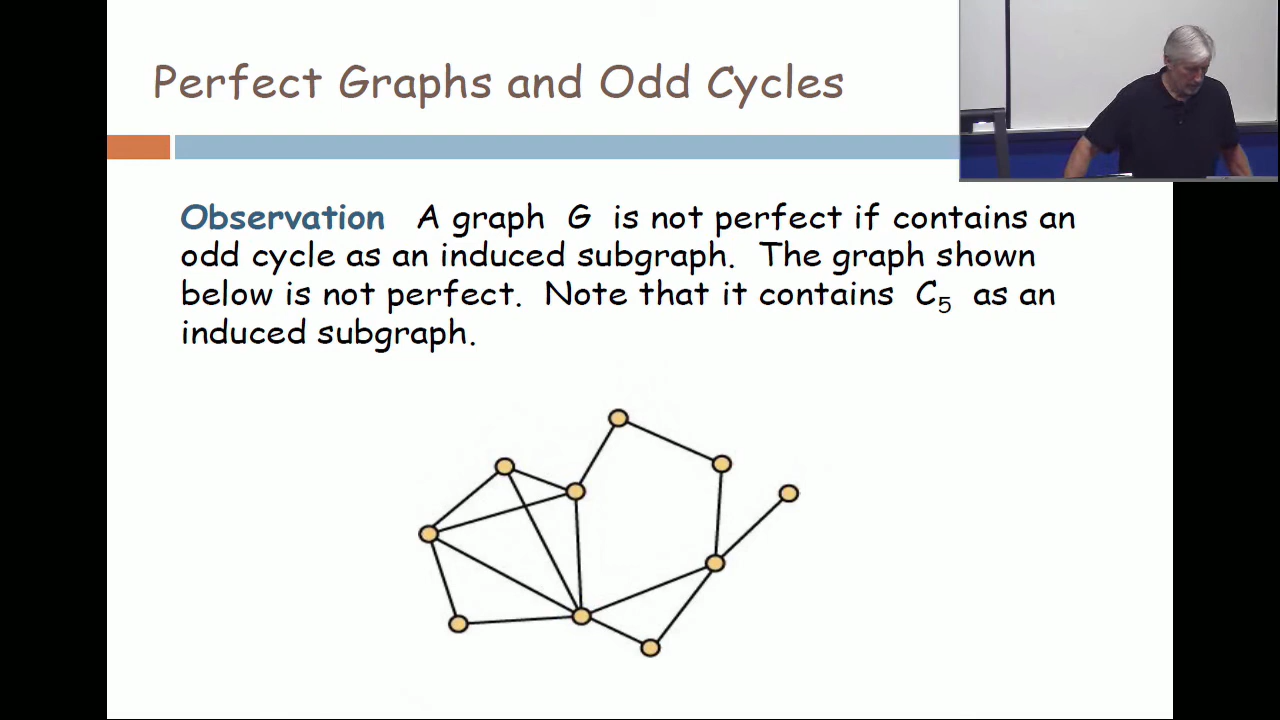 Perfect Graphs and Odd Cycles
Observation A graph G is not perfect if contains an
odd cycle as an induced subgraph. The graph shown
below is not perfect. Note that it contains C₅ as an
induced subgraph.